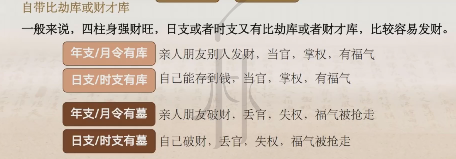 自带比劫库或财才库
一般来说，四柱身强财旺，日支或者时支又有比劫库或者财才库，比较容易发财。
年支/月令有库 亲人朋友别人发财，当官，掌权，有福气
日支/时支有库 自己能存到钱，当官，掌权，有福气
年支/月令有墓 亲人朋友破财，丢官，失权，福气被抢走
日支/时支有墓 自己破财，丢官，失权，福气被抢走